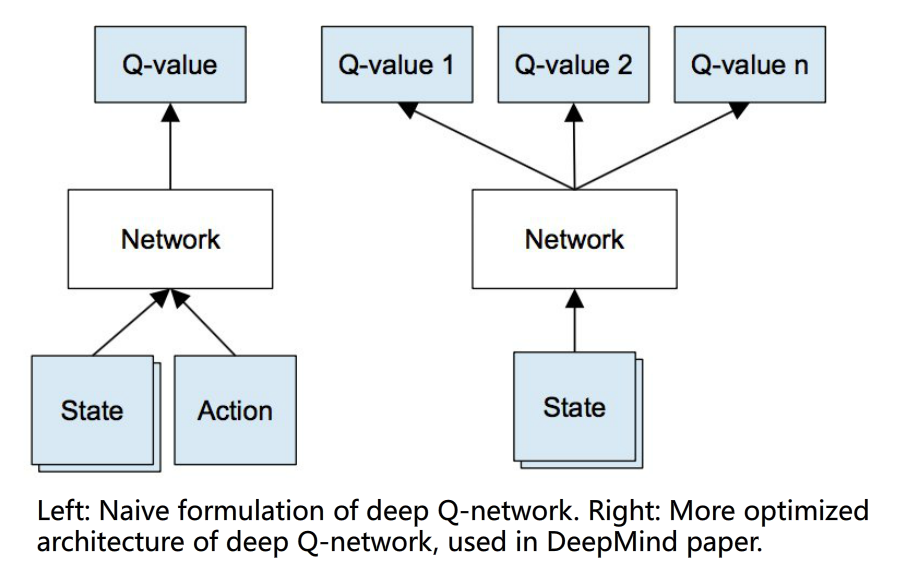 Q-value
Q-value 1
Q-value 2
Q-value n
Network
Network
State
Action
State
Left: Naive formulation of deep Q-network. Right: More optimized
architecture of deep Q-network, used in DeepMind paper.